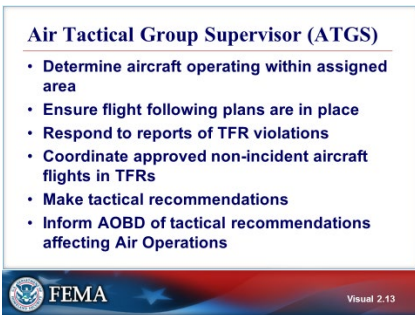 Air Tactical Group Supervisor (ATGS)
• Determine aircraft operating within assigned
area
• Ensure flight following plans are in place
• Respond to reports of TFR violations
• Coordinate approved non-incident aircraft
flights in TFRs
• Make tactical recommendations
• Inform AOBD of tactical recommendations
affecting Air Operations
FEMA
Visual 2.13